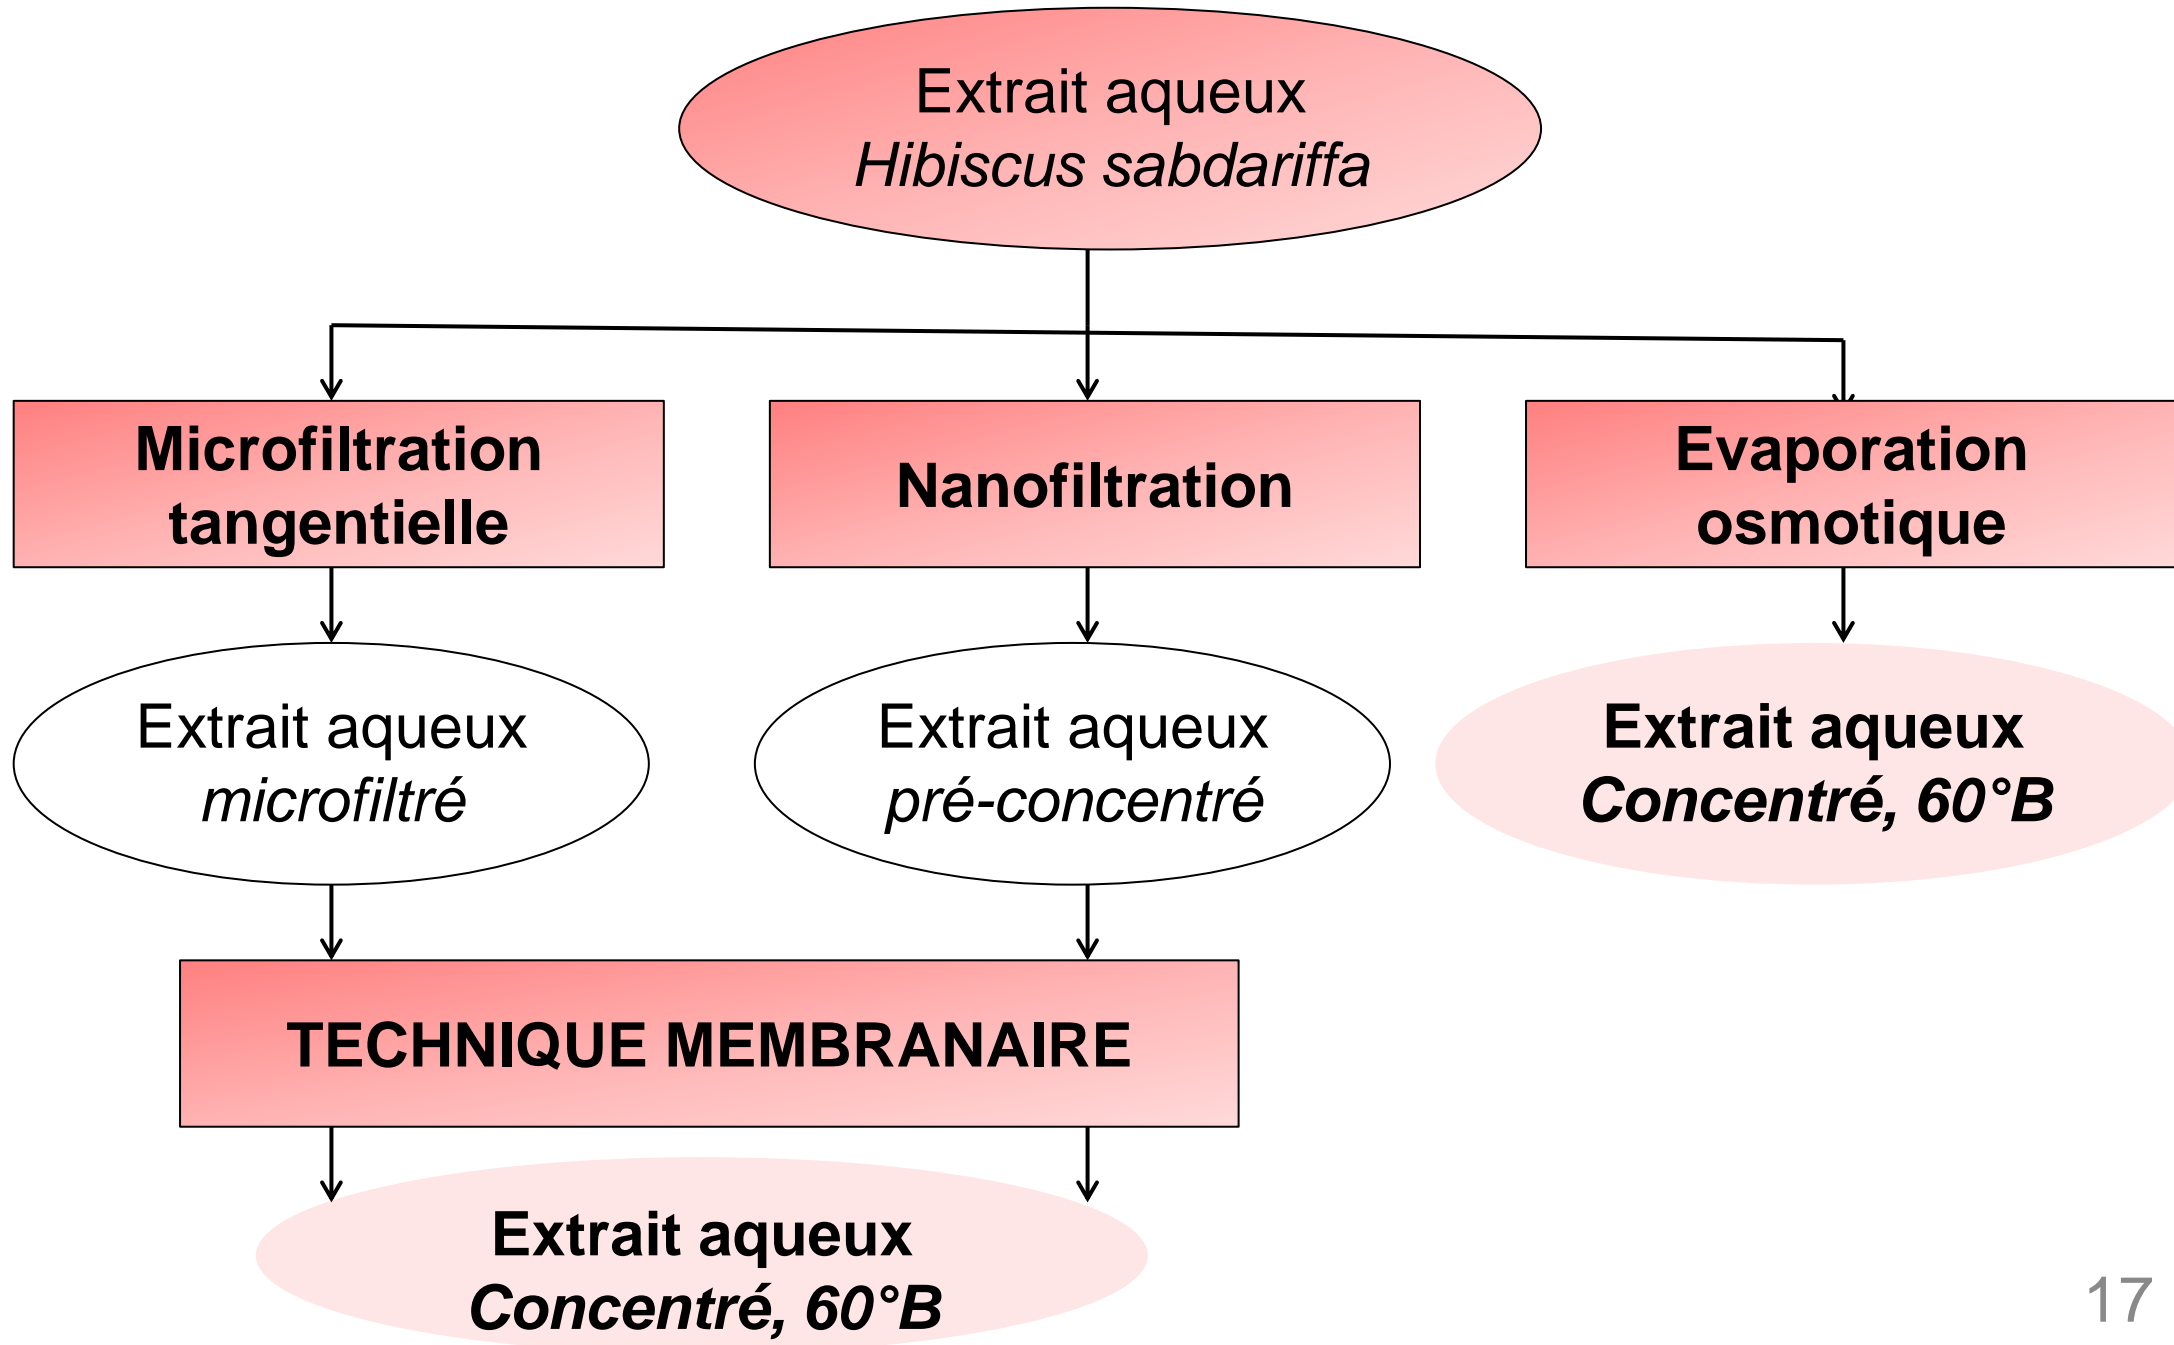 Extrait aqueux
Hibiscus sabdariffa
Microfiltration
tangentielle
Nanofiltration
Evaporation
osmotique
Extrait aqueux
microfiltré
Extrait aqueux
pré-concentré
Extrait aqueux
Concentré, 60°B
TECHNIQUE MEMBRANAIRE
Extrait aqueux
Concentré, 60°B
17